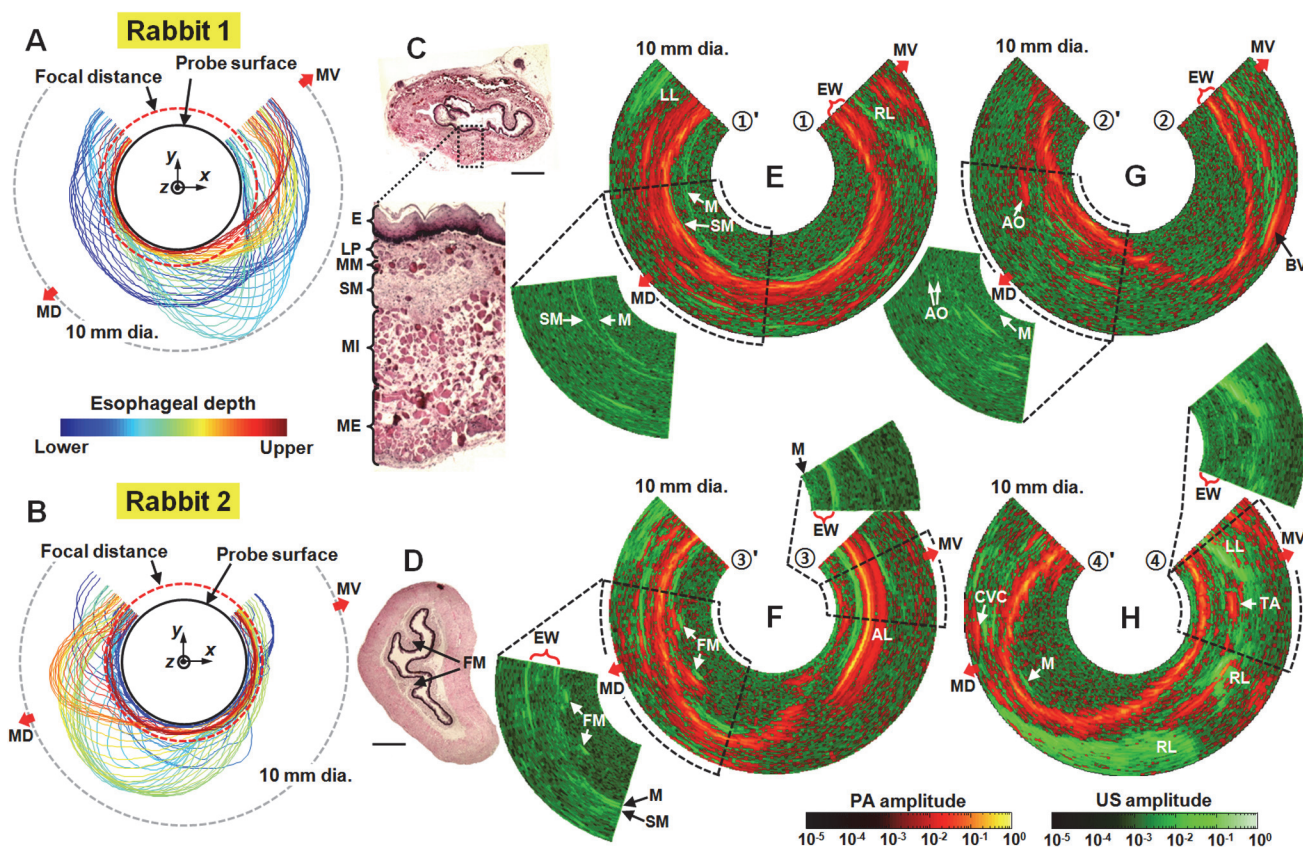 A
Rabbit 1
Focal distance
Probe surface
MV
y
z
x
MD
10 mm dia.
Esophageal depth
Lower
Upper
B
Rabbit 2
Focal distance
Probe surface
MV
y
z
x
MD
10 mm dia.
C
E
LP
MM
SM
MI
ME
D
FM
10 mm dia.
MV
EW
LL
RL
①'
①
E
M
SM
MD
SM
M
10 mm dia.
MV
EW
②'
②
G
AO
BV
MD
AO
M
10 mm dia.
M
EW
③'
③
MV
F
FM
AL
MD
EW
FM
M
SM
10 mm dia.
EW
④'
④
MV
LL
CVC
H
TA
M
MD
RL
RL
PA amplitude
10⁻⁵ 10⁻⁴ 10⁻³ 10⁻² 10⁻¹ 10⁰
US amplitude
10⁻⁵ 10⁻⁴ 10⁻³ 10⁻² 10⁻¹ 10⁰